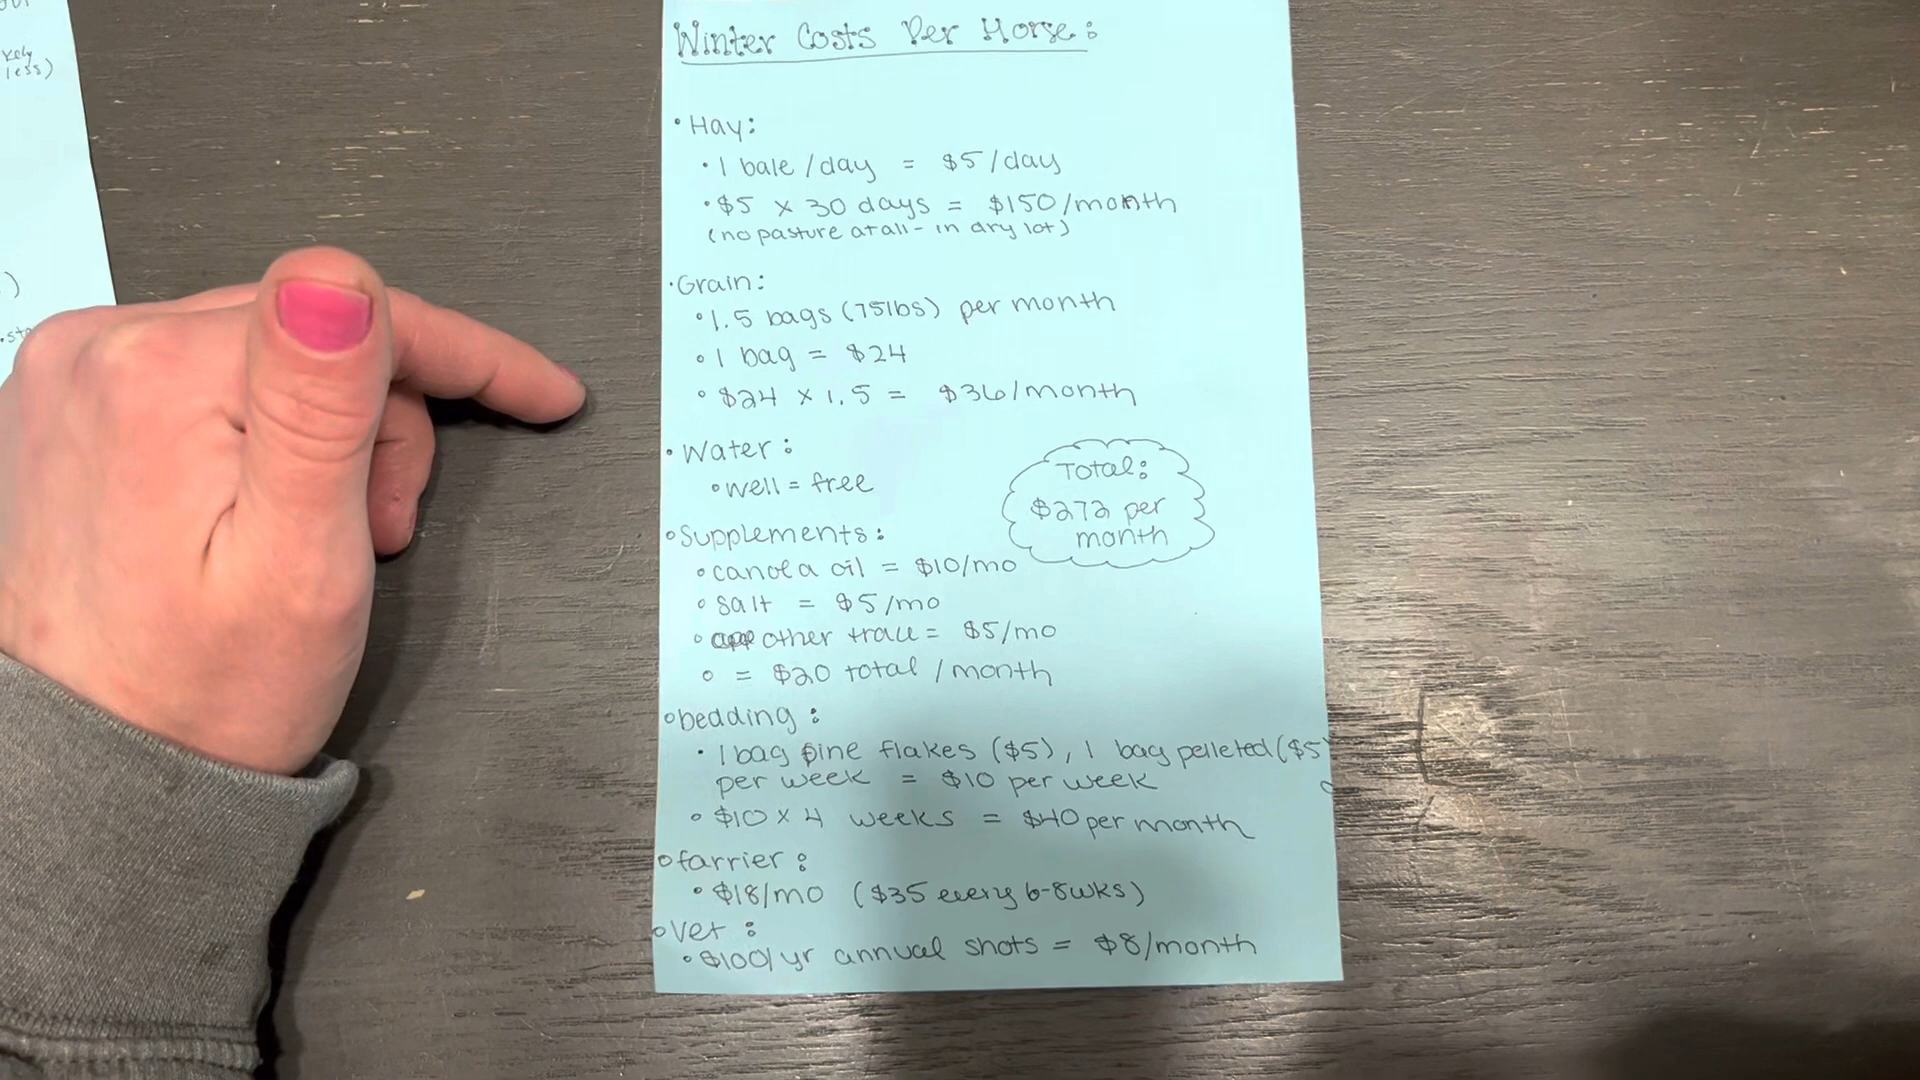 kely
less)
.)
Winter Costs Per Horse:
• Hay:
• 1 bale /day = $5/day
• $5 x 30 days = $150/month
(no pasture at all - in dry lot)
• Grain:
• 1.5 bags (75lbs) per month
• 1 bag = $24
• $24 x 1.5 = $36/month
• Water:
• well = free
Total:
$272 per
month
• Supplements:
• canola oil = $10/mo
• salt = $5/mo
• other trace = $5/mo
• = $20 total /month
• bedding:
• 1 bag pine flakes ($5), 1 bag pelleted ($5)
per week = $10 per week
• $10 x 4 weeks = $40 per month
• farrier:
• $18/mo ($35 every 6-8wks)
• Vet:
• $100/yr annual shots = $8/month